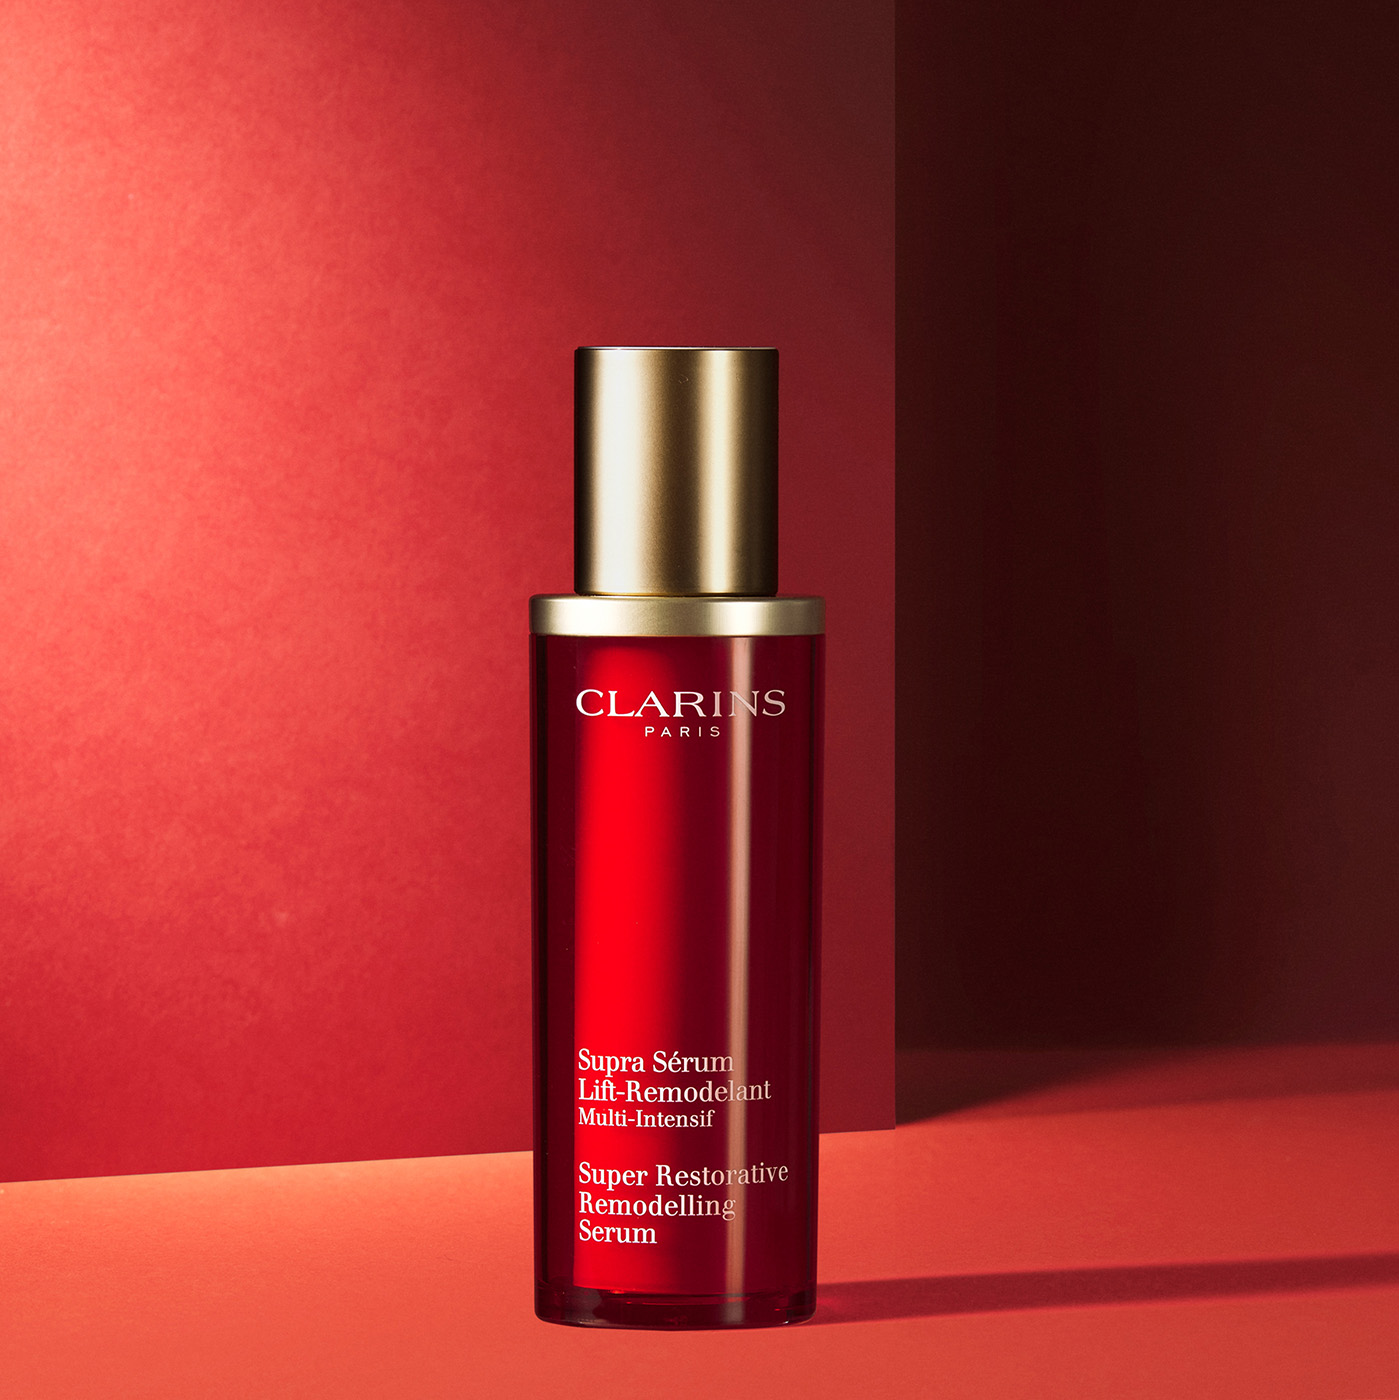 CLARINS
PARIS
Supra Sérum
Lift-Remodelant
Multi-Intensif
Super Restorative
Remodelling
Serum